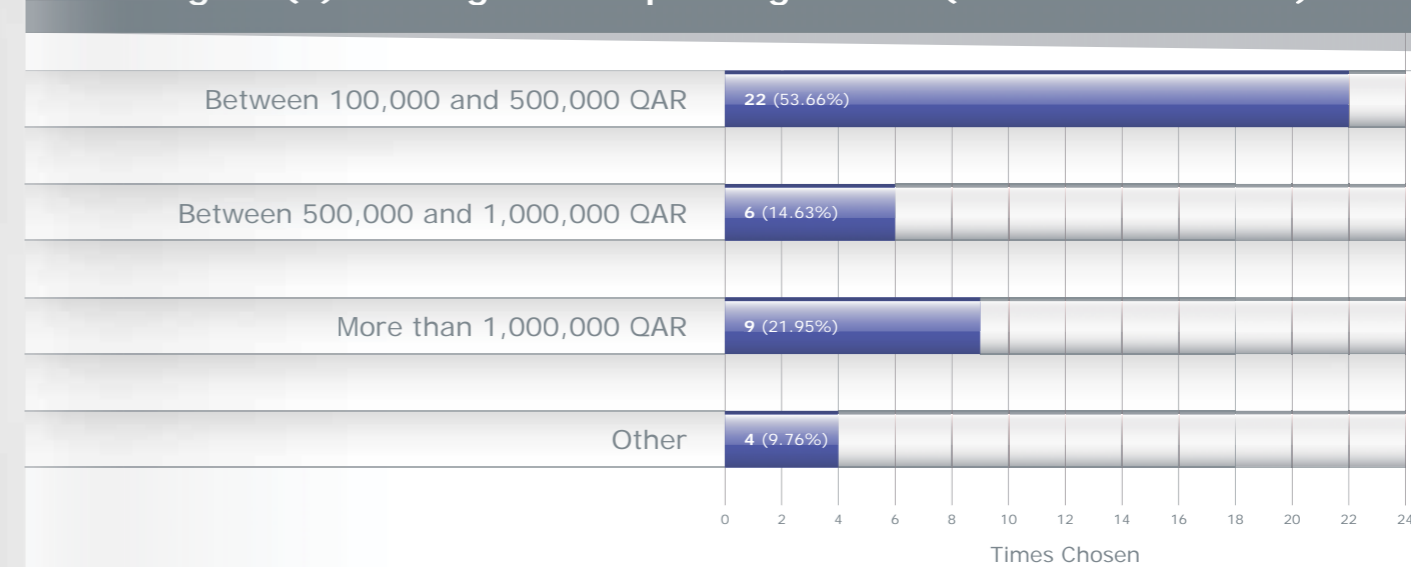 Between 100,000 and 500,000 QAR
22 (53.66%)
Between 500,000 and 1,000,000 QAR
6 (14.63%)
More than 1,000,000 QAR
9 (21.95%)
Other
4 (9.76%)
0 2 4 6 8 10 12 14 16 18 20 22 24
Times Chosen